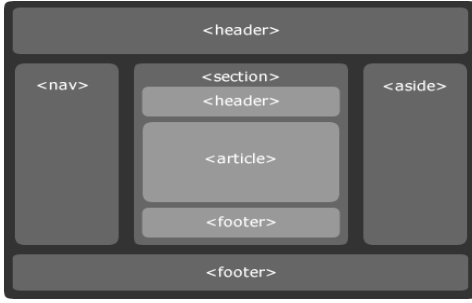 <header>
<nav>
<section>
<aside>
<header>
<article>
<footer>
<footer>